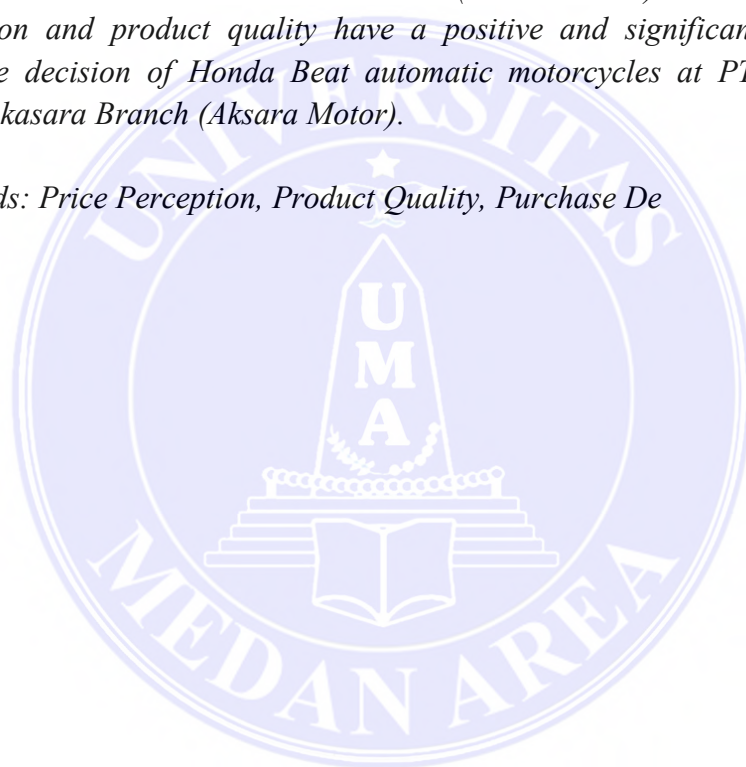 on and product quality have a positive and significan
e decision of Honda Beat automatic motorcycles at PT
kasara Branch (Aksara Motor).
ds: Price Perception, Product Quality, Purchase De
UNIVERSITAS
UMA
MEDAN AREA